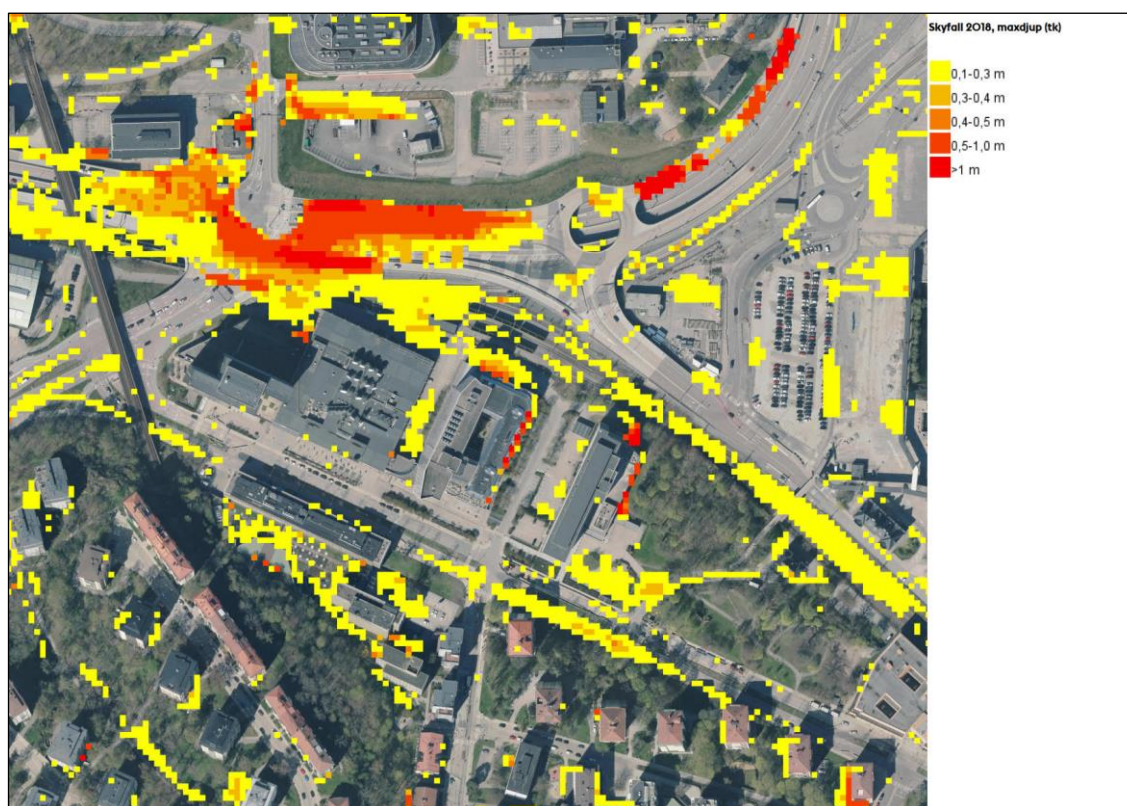 Skyfall 2018, maxdjup (tk)
0,1-0,3 m
0,3-0,4 m
0,4-0,5 m
0,5-1,0 m
>1 m